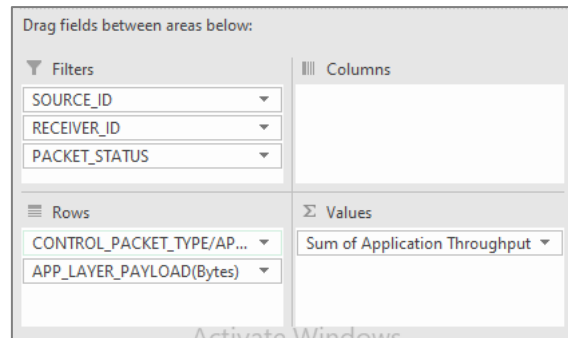 Drag fields between areas below:
Filters
SOURCE_ID
RECEIVER_ID
PACKET_STATUS
Columns
Rows
CONTROL_PACKET_TYPE/AP...
APP_LAYER_PAYLOAD(Bytes)
Σ Values
Sum of Application Throughput
Activate Windows